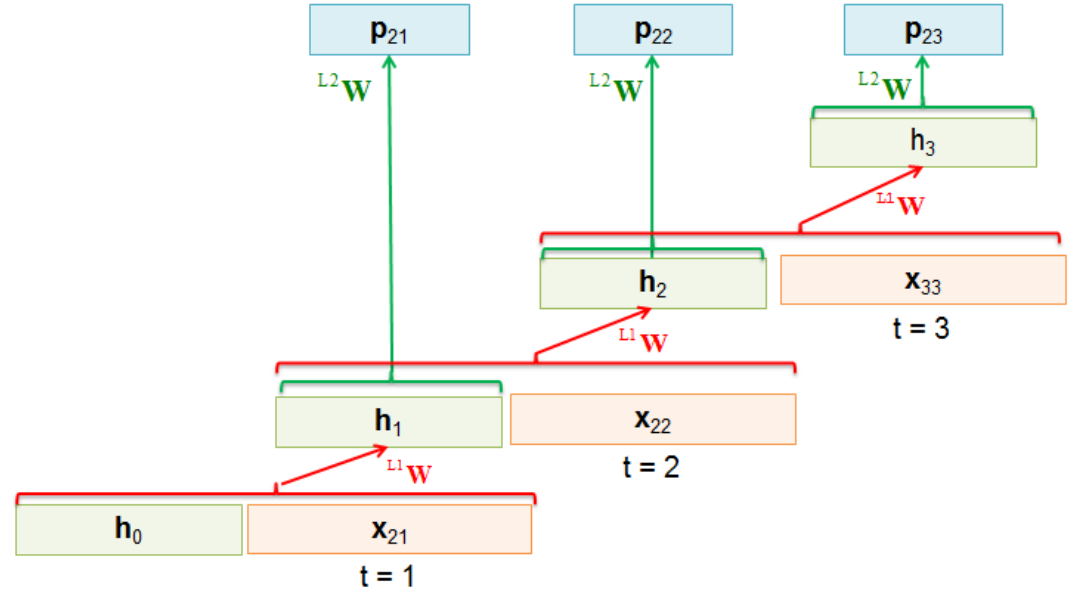 p21 p22 p23
L2W L2W L2W
h3
L1W
h2 x33
t = 3
L1W
h1 x22
t = 2
L1W
h0 x21
t = 1